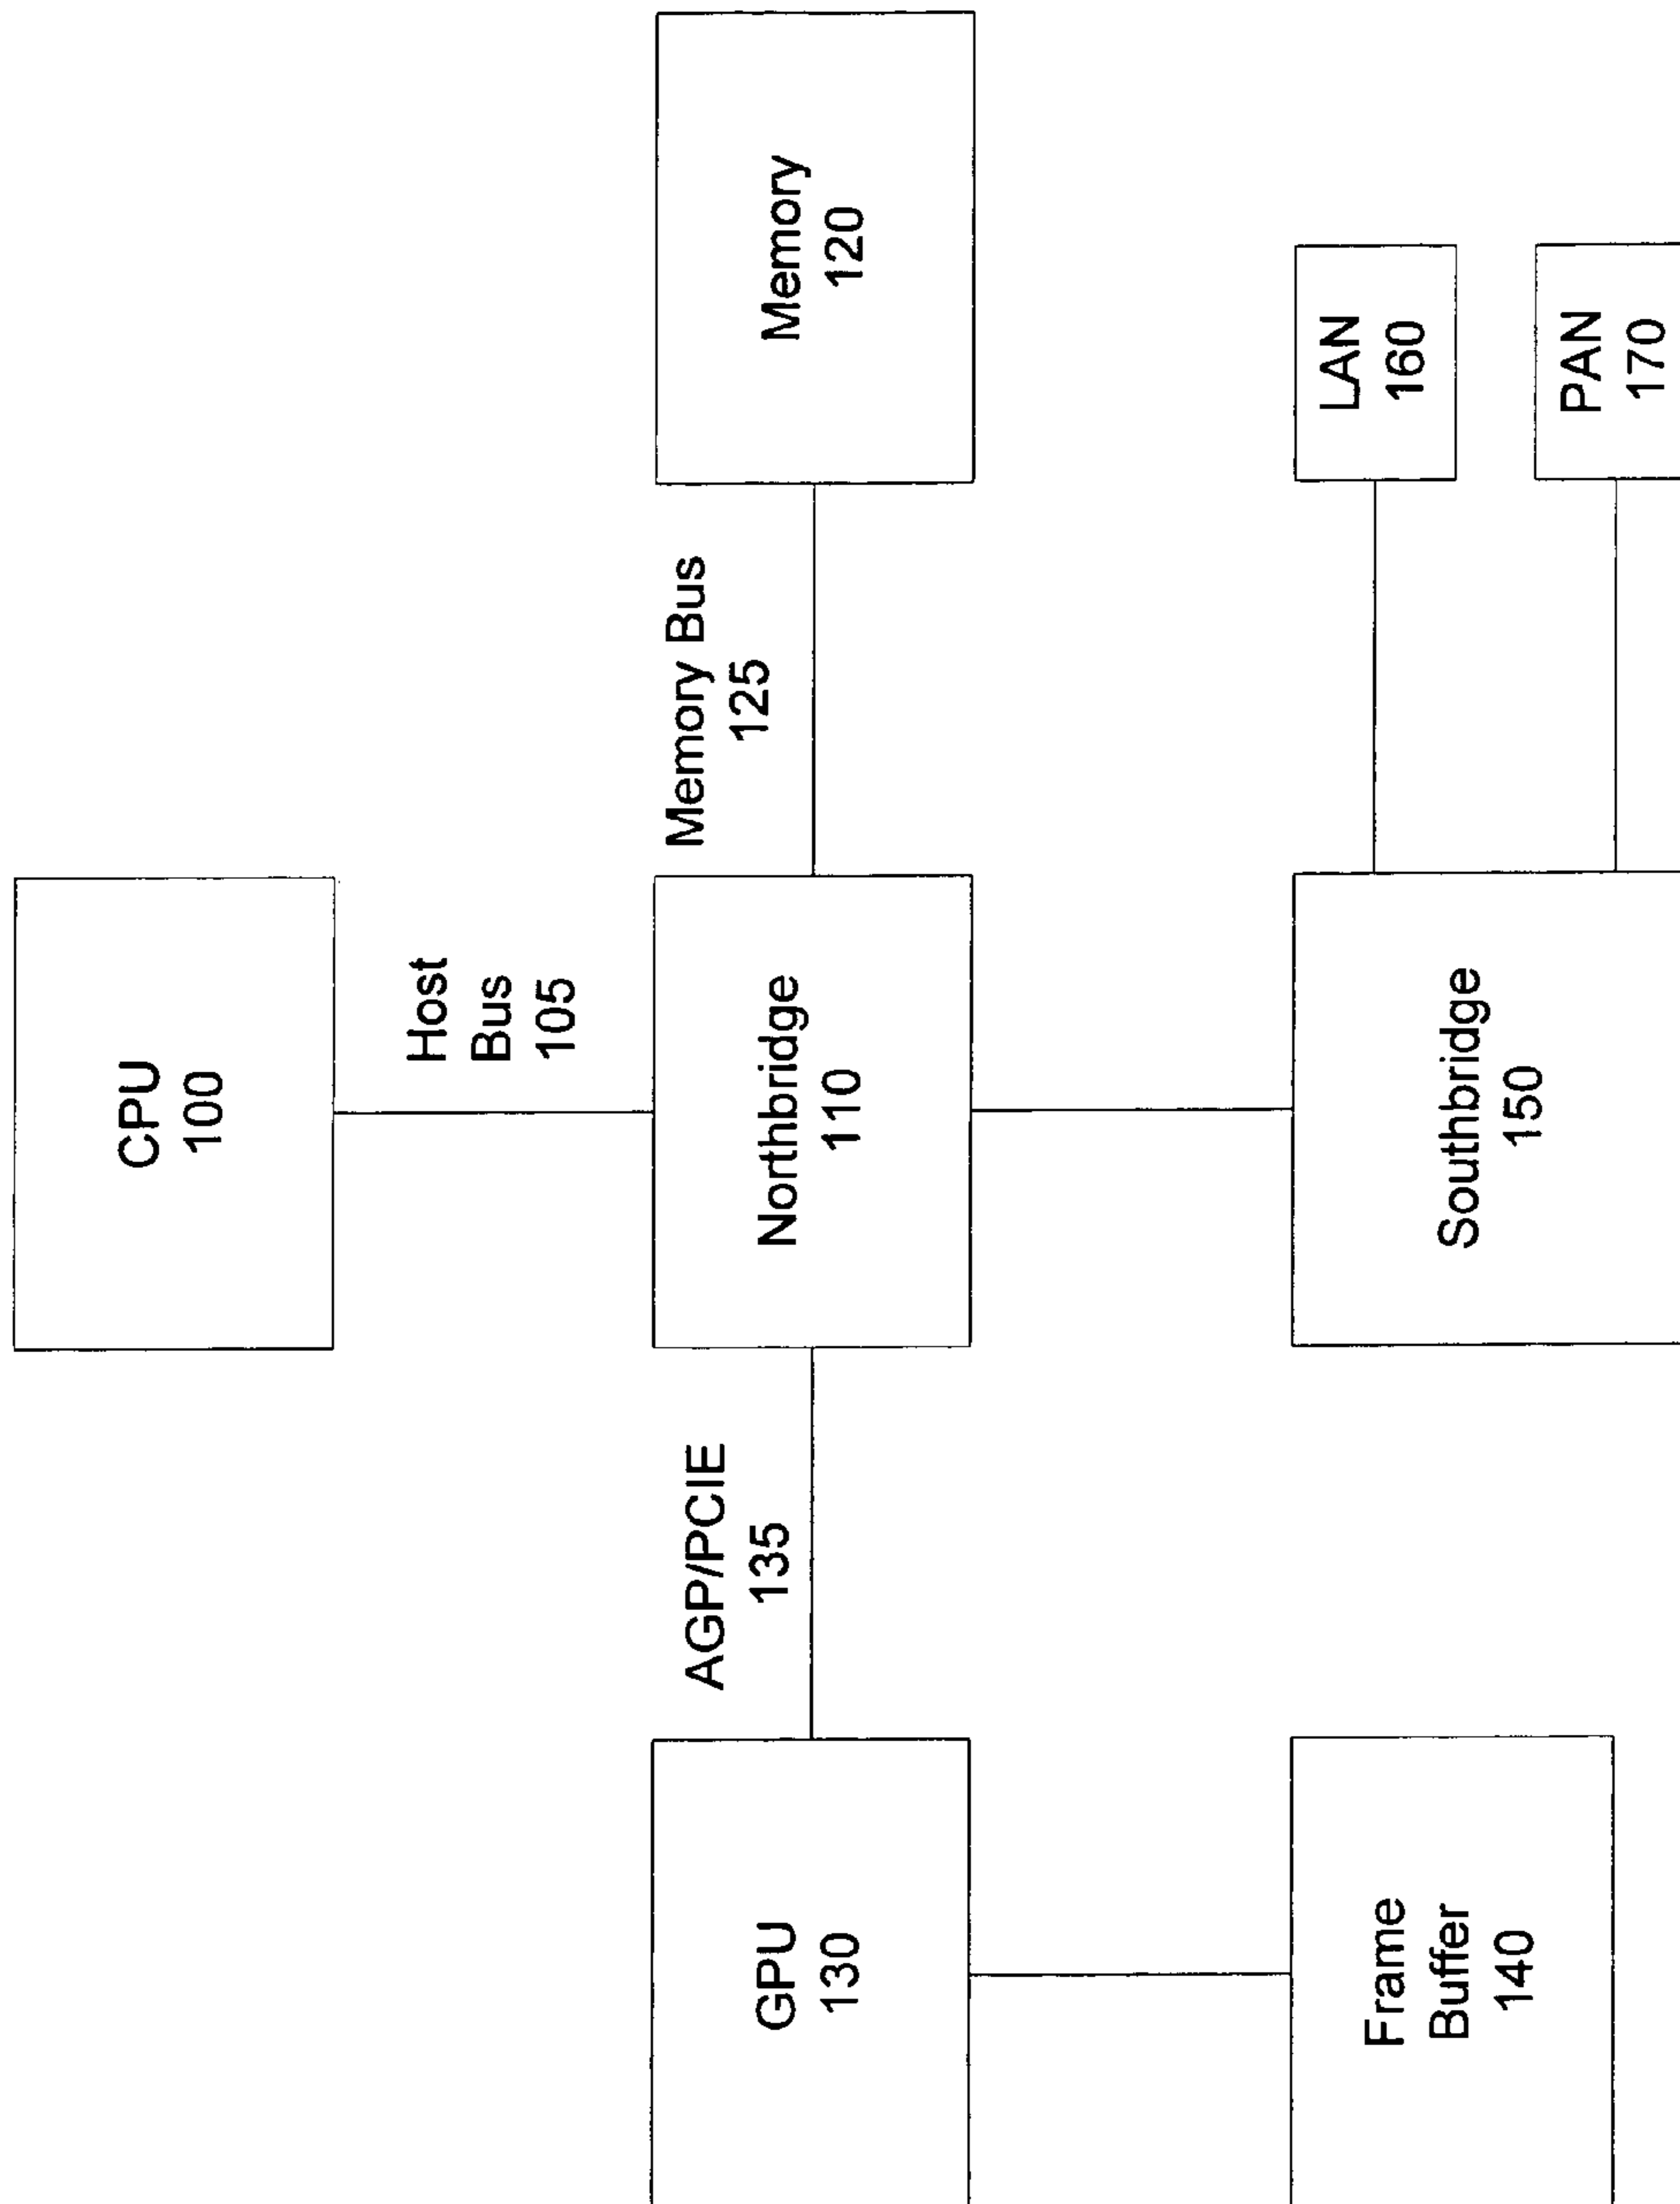 CPU
100
Host
Bus
105
GPU
130
AGP/PCIE
135
Northbridge
110
Memory Bus
125
Memory
120
Frame
Buffer
140
Southbridge
150
LAN
160
PAN
170